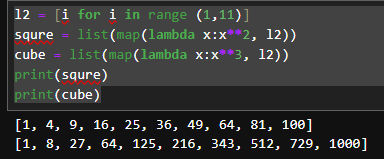 l2 = [i for i in range (1,11)]
squre = list(map(lambda x:x**2, l2))
cube = list(map(lambda x:x**3, l2))
print(squre)
print(cube)
[1, 4, 9, 16, 25, 36, 49, 64, 81, 100]
[1, 8, 27, 64, 125, 216, 343, 512, 729, 1000]